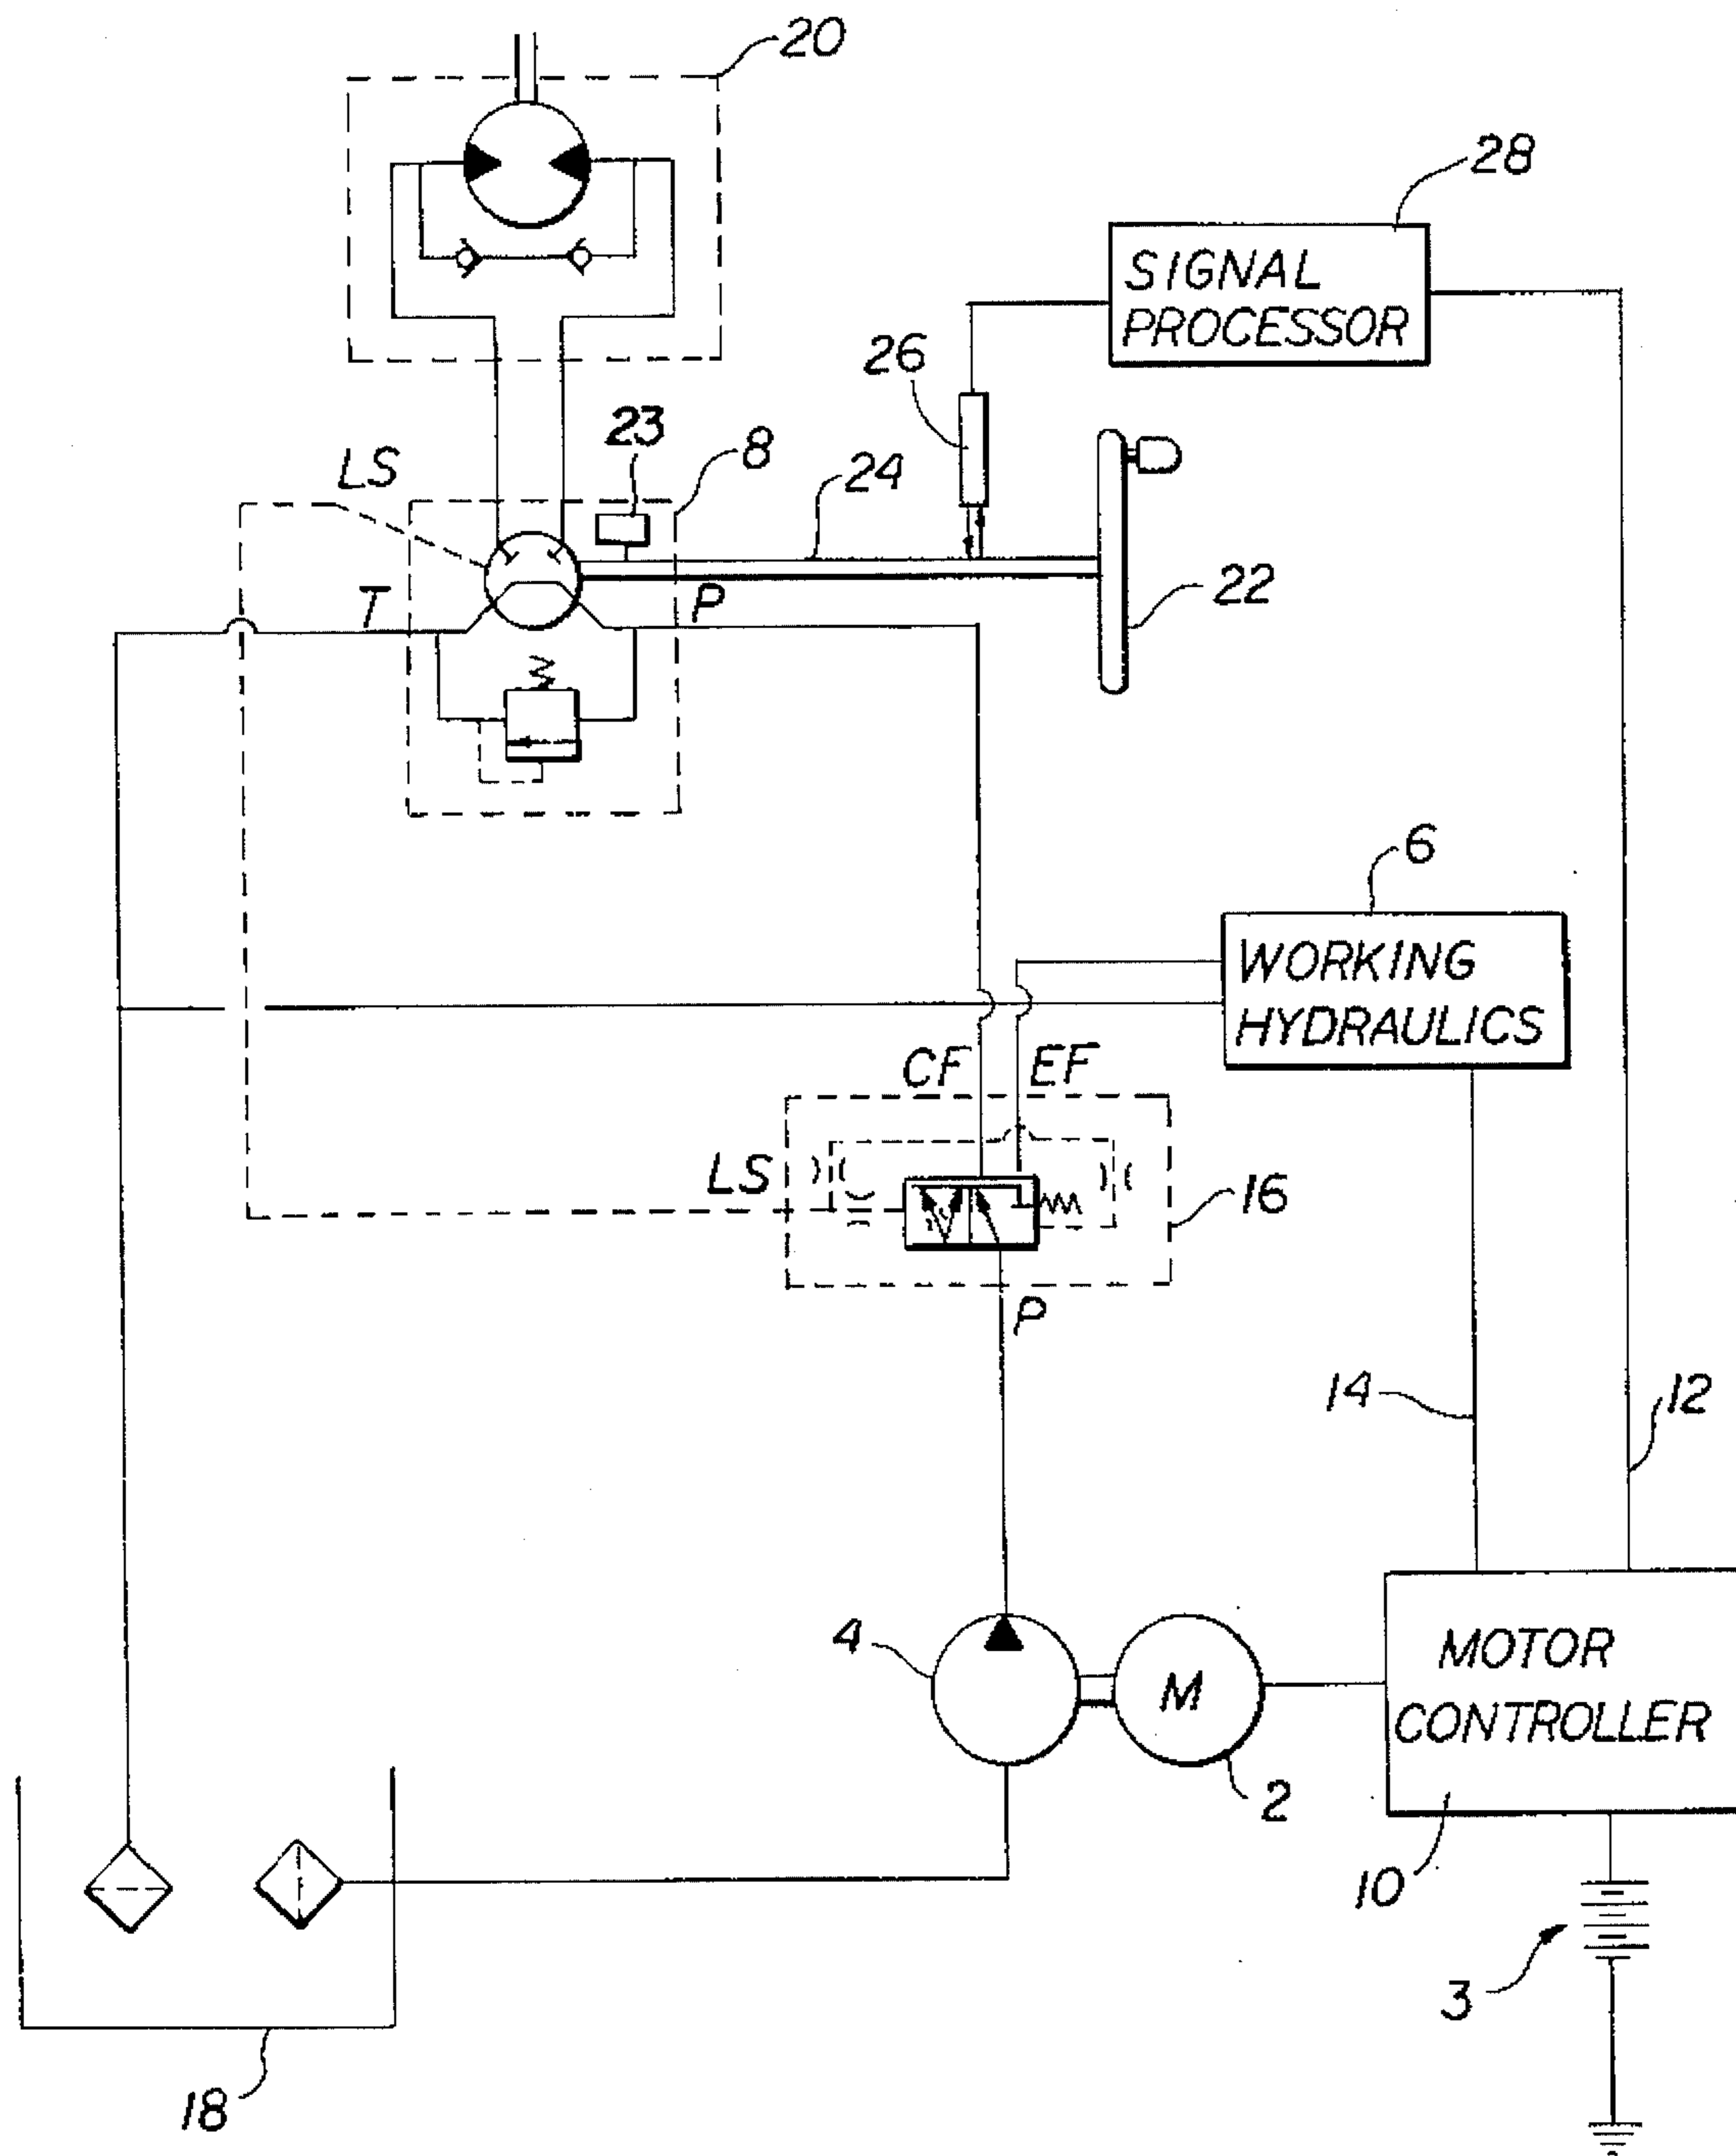 20
28
SIGNAL
PROCESSOR
26
23
8
LS
24
T
P
22
6
WORKING
HYDRAULICS
CF
EF
LS
16
P
14
12
4
M
MOTOR
CONTROLLER
2
10
3
18